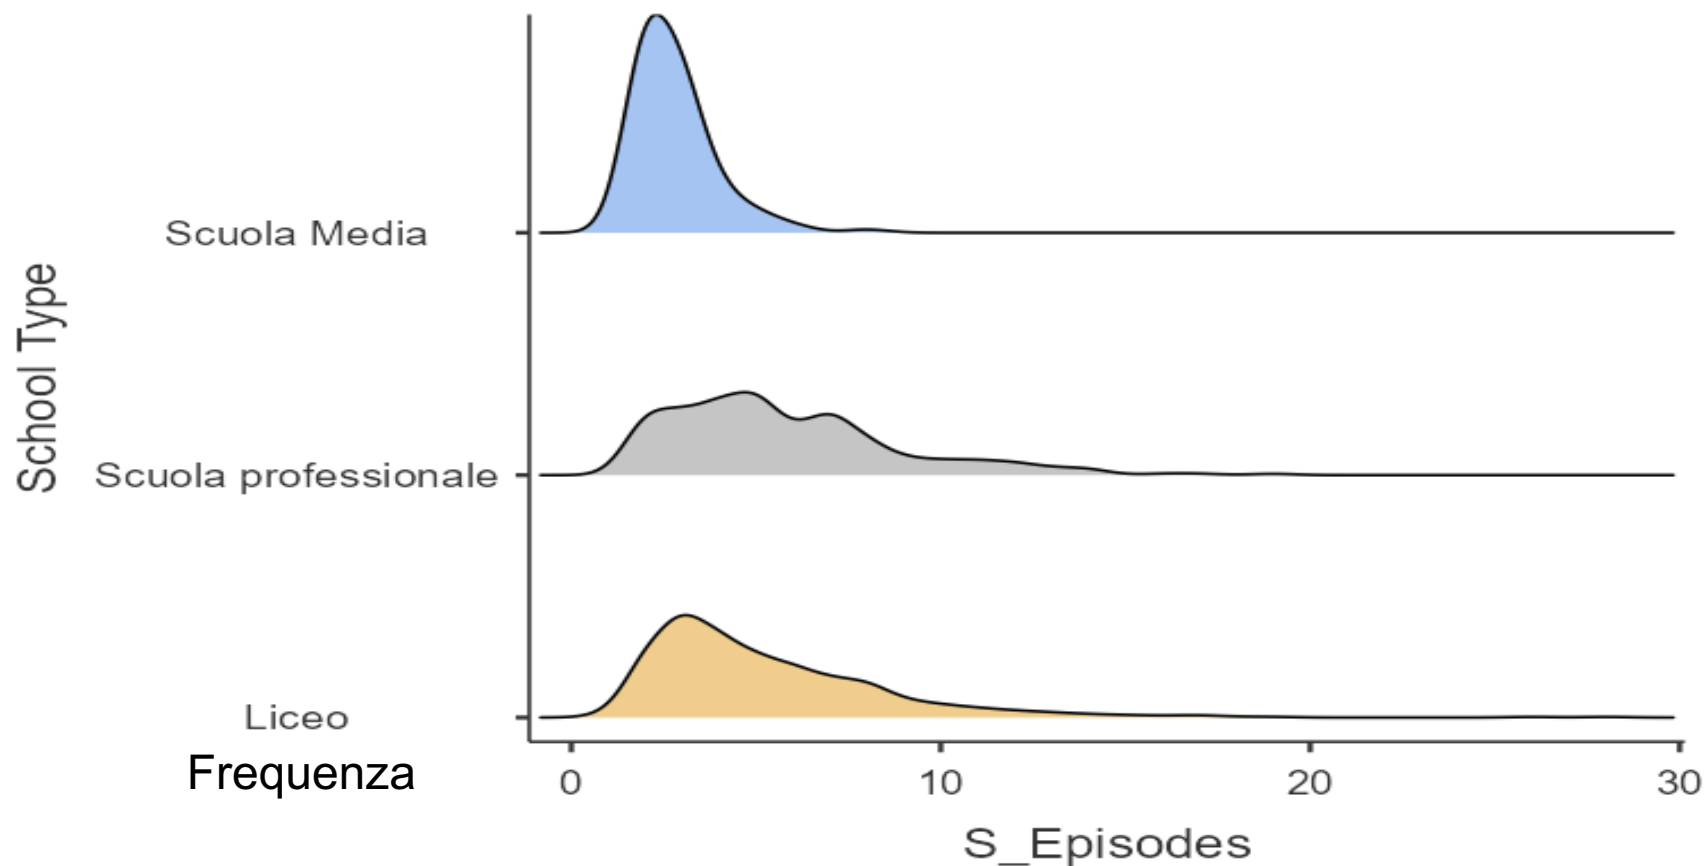 School Type
Scuola Media
Scuola professionale
Liceo
Frequenza
0 10 20 30
S_Episodes